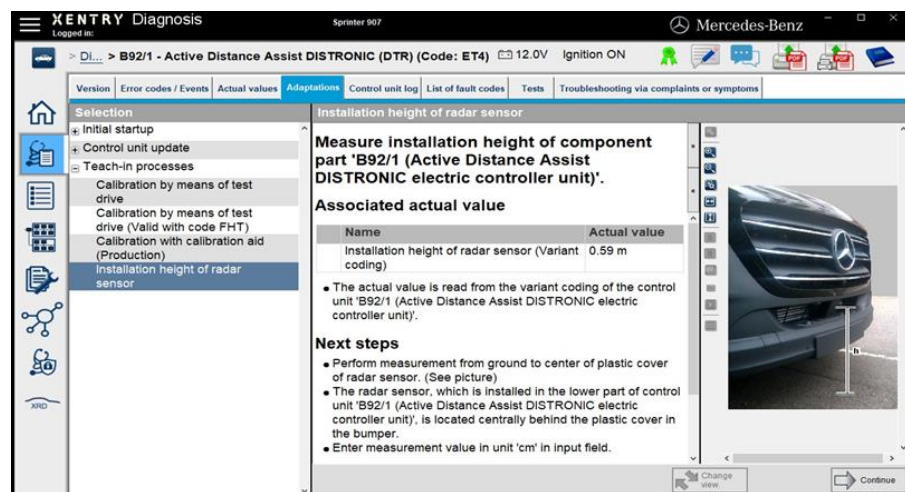 XENTRY Diagnosis
Sprinter 907
Mercedes-Benz
Logged in:
> Di... > B92/1 - Active Distance Assist DISTRONIC (DTR) (Code: ET4) 12.0V Ignition ON
PDF
PDF
Version
Error codes / Events
Actual values
Adaptations
Control unit log
List of fault codes
Tests
Troubleshooting via complaints or symptoms
Selection
Initial startup
Control unit update
Teach-in processes
Calibration by means of test
drive
Calibration by means of test
drive (Valid with code FHT)
Calibration with calibration aid
(Production)
Installation height of radar
sensor
XRD
Installation height of radar sensor
Measure installation height of component
part 'B92/1 (Active Distance Assist
DISTRONIC electric controller unit)'.
Associated actual value
Name Actual value
Installation height of radar sensor (Variant 0.59 m
coding)
• The actual value is read from the variant coding of the control
unit 'B92/1 (Active Distance Assist DISTRONIC electric
controller unit)'.
Next steps
• Perform measurement from ground to center of plastic cover
of radar sensor. (See picture)
• The radar sensor, which is installed in the lower part of control
unit 'B92/1 (Active Distance Assist DISTRONIC electric
controller unit)', is located centrally behind the plastic cover in
the bumper.
• Enter measurement value in unit 'cm' in input field.
h
Change
view
Continue